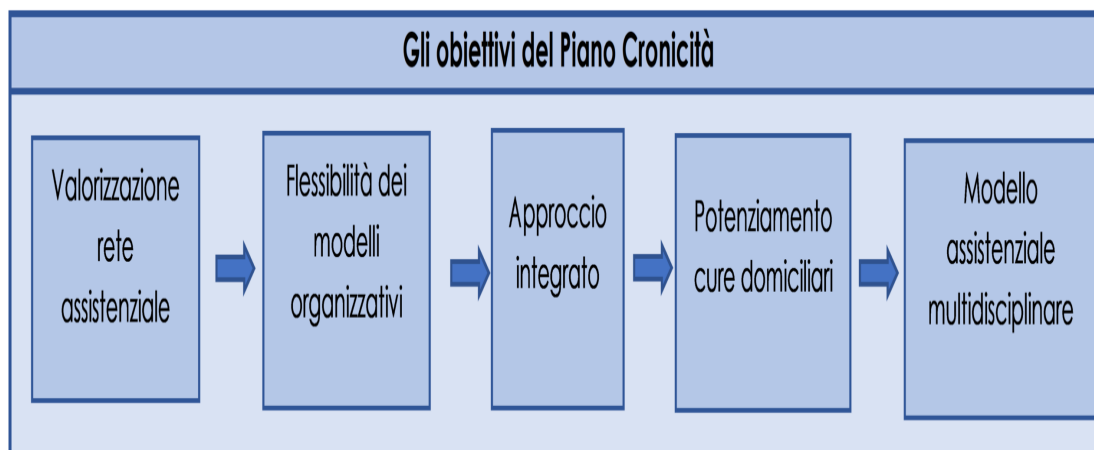 Gli obiettivi del Piano Cronicità
Valorizzazione
rete
assistenziale
Flessibilità dei
modelli
organizzativi
Approccio
integrato
Potenziamento
cure domiciliari
Modello
assistenziale
multidisciplinare